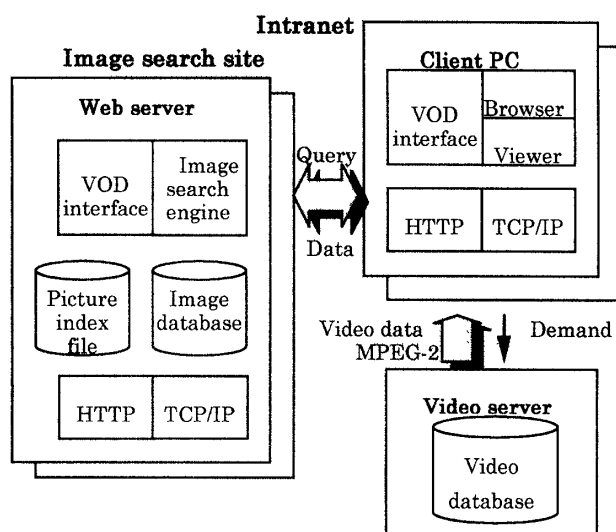 Intranet
Image search site
Web server
VOD
interface
Image
search
engine
Picture
index
file
Image
database
HTTP
TCP/IP
Query
Data
Client PC
VOD
interface
Browser
Viewer
HTTP
TCP/IP
Video data
MPEG-2
Demand
Video server
Video
database